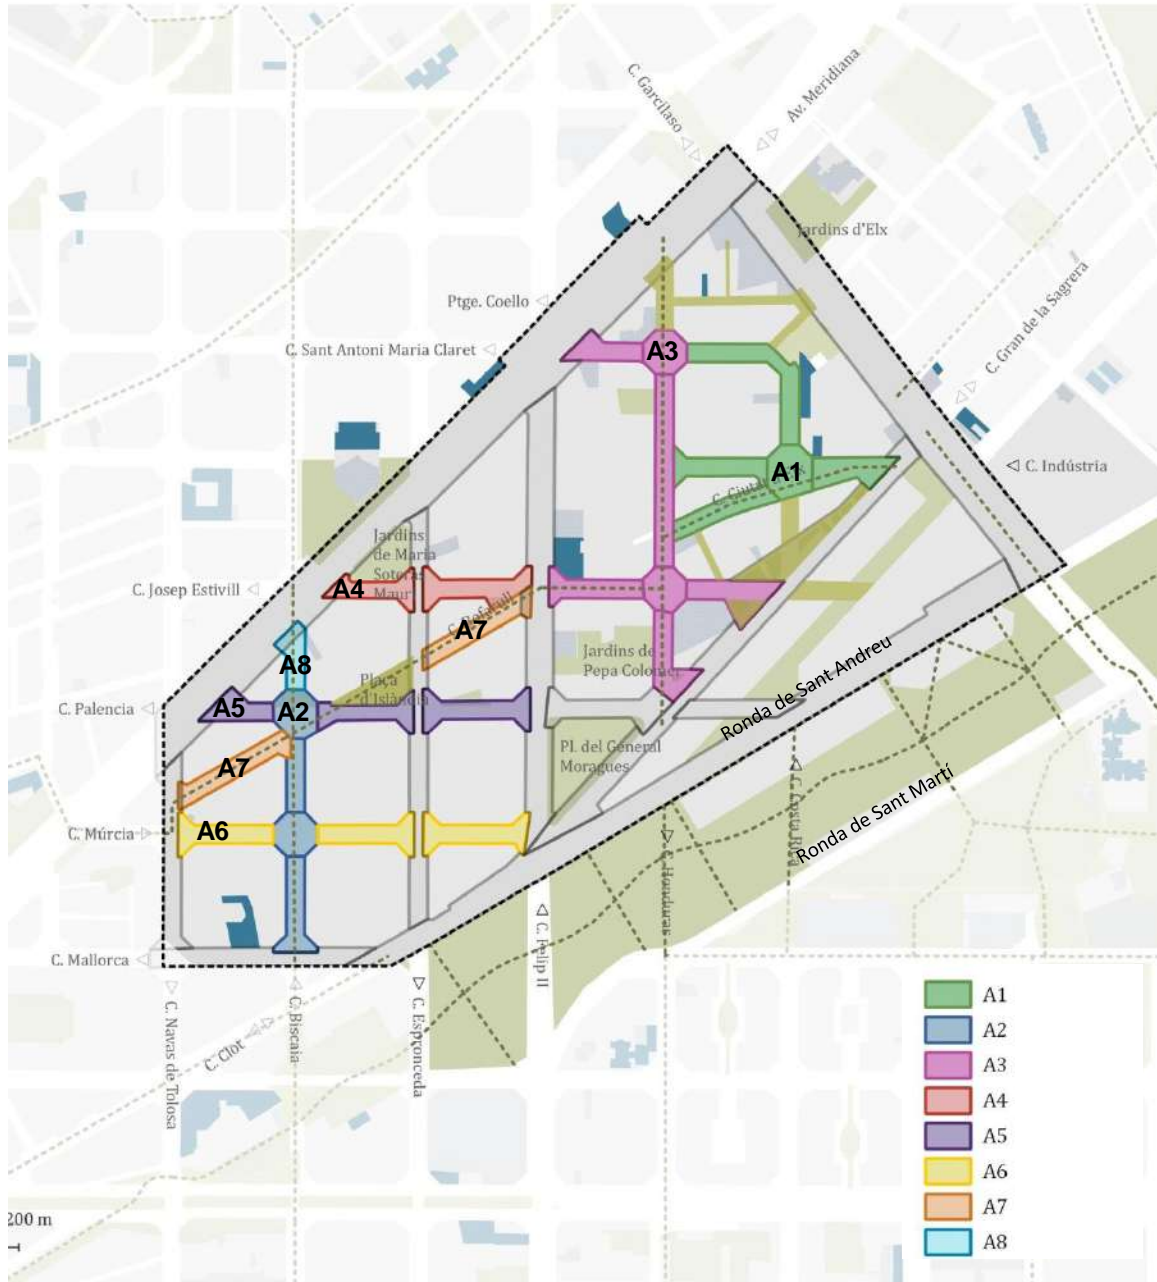 C. Garcilaso
Av. Meridiana
Jardins d'Elx
C. Gran de la Sagrera
Ptge. Coello
C. Sant Antoni Maria Claret
A3
A1
C. Indústria
Jardins
de Maria
Soteras
Mauri
C. Josep Estivill
A4
A7
A8
Jardins de
Pepa Colomer
Plaça
d'Islàndia
C. Palencia
A5
A2
Ronda de Sant Andreu
Pl. del General
Moragues
A7
C. Múrcia
A6
C. Costa Rica
Ronda de Sant Martí
C. Hondures
C. Mallorca
C. Felip II
C. Navas de Tolosa
C. Clot
C. Biscaia
C. Espronceda
A1
A2
A3
A4
A5
A6
A7
A8
200 m